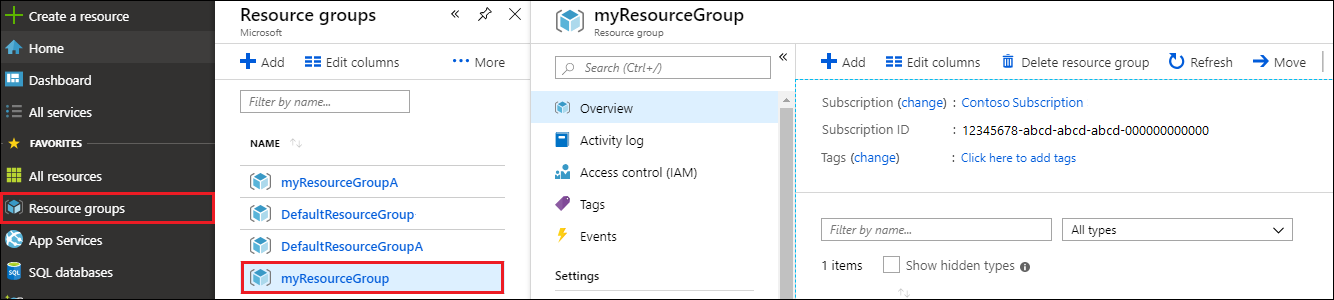 Create a resource
Home
Dashboard
All services
FAVORITES
All resources
Resource groups
App Services
SQL databases
Resource groups
Microsoft
Add Edit columns More
Filter by name...
NAME
myResourceGroupA
DefaultResourceGroup
DefaultResourceGroupA
myResourceGroup
myResourceGroup
Resource group
Search (Ctrl+/)
Overview
Activity log
Access control (IAM)
Tags
Events
Settings
Add Edit columns Delete resource group Refresh Move
Subscription (change) : Contoso Subscription
Subscription ID : 12345678-abcd-abcd-abcd-000000000000
Tags (change) : Click here to add tags
Filter by name... All types
1 items Show hidden types